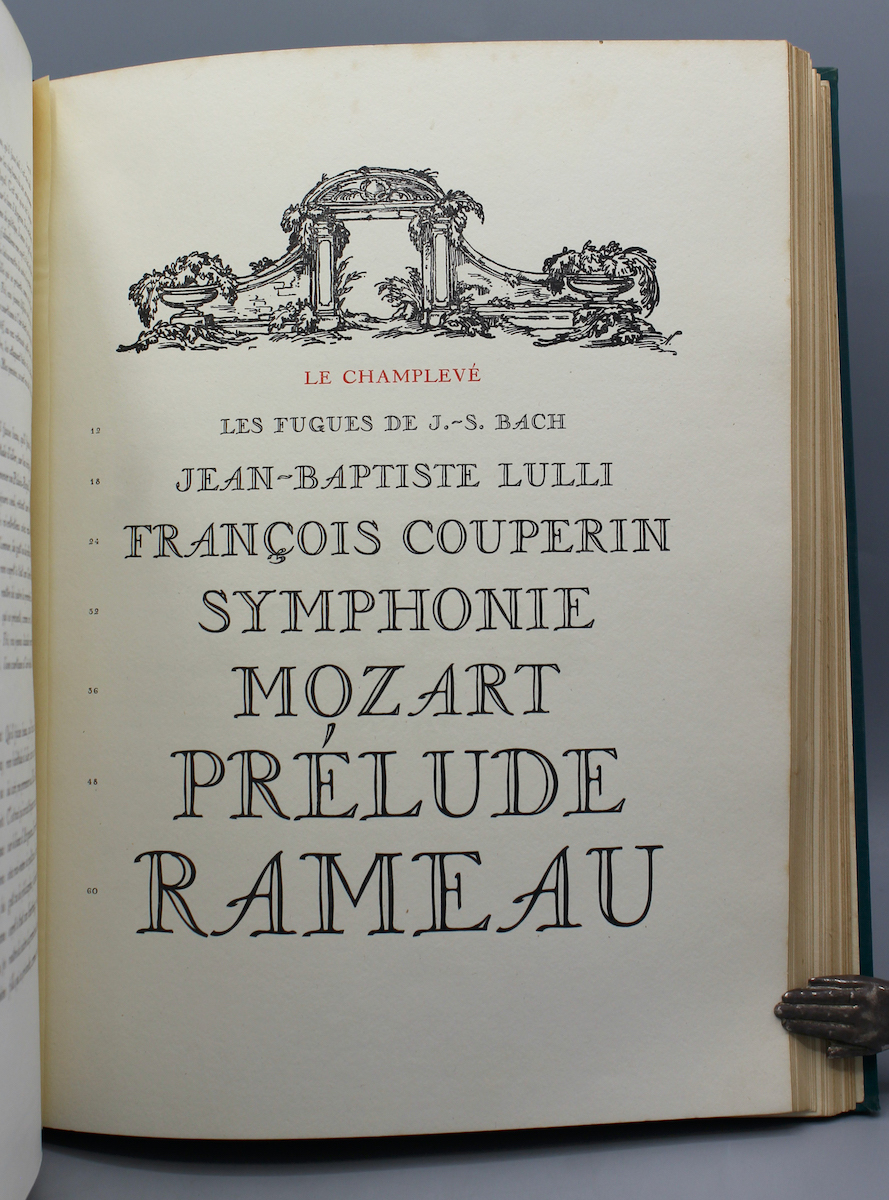 LE CHAMPLEVÉ
12 LES FUGUES DE J.-S. BACH
18 JEAN-BAPTISTE LULLI
24 FRANÇOIS COUPERIN
32 SYMPHONIE
36 MOZART
48 PRÉLUDE
60 RAMEAU